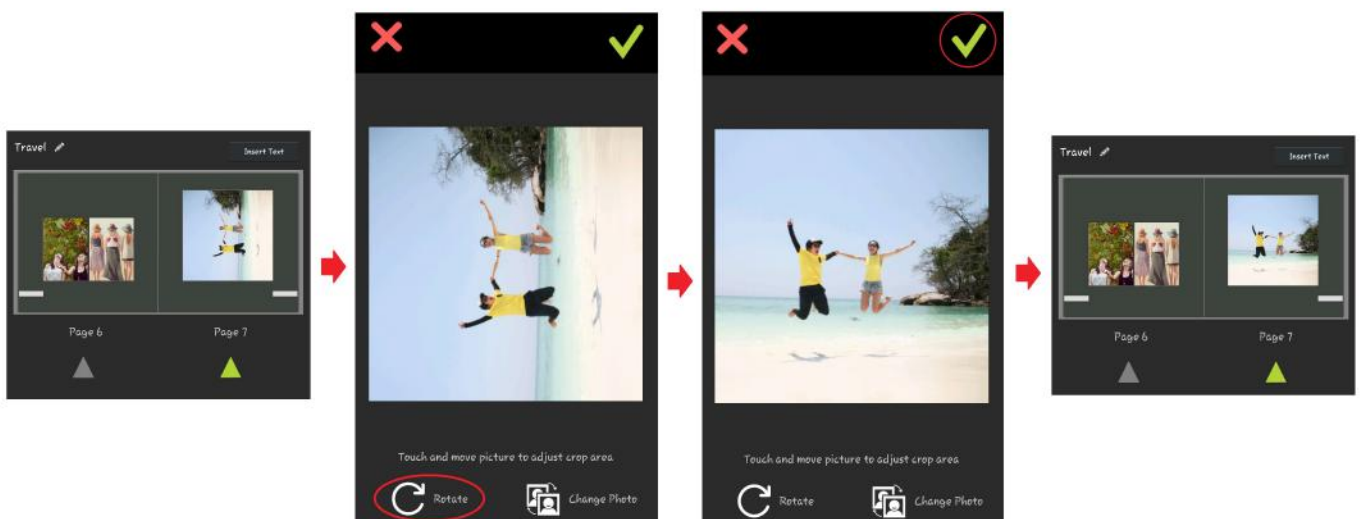 Travel
Insert Text
Page 6 Page 7
Touch and move picture to adjust crop area
Rotate Change Photo
Touch and move picture to adjust crop area
Rotate Change Photo
Travel
Insert Text
Page 6 Page 7